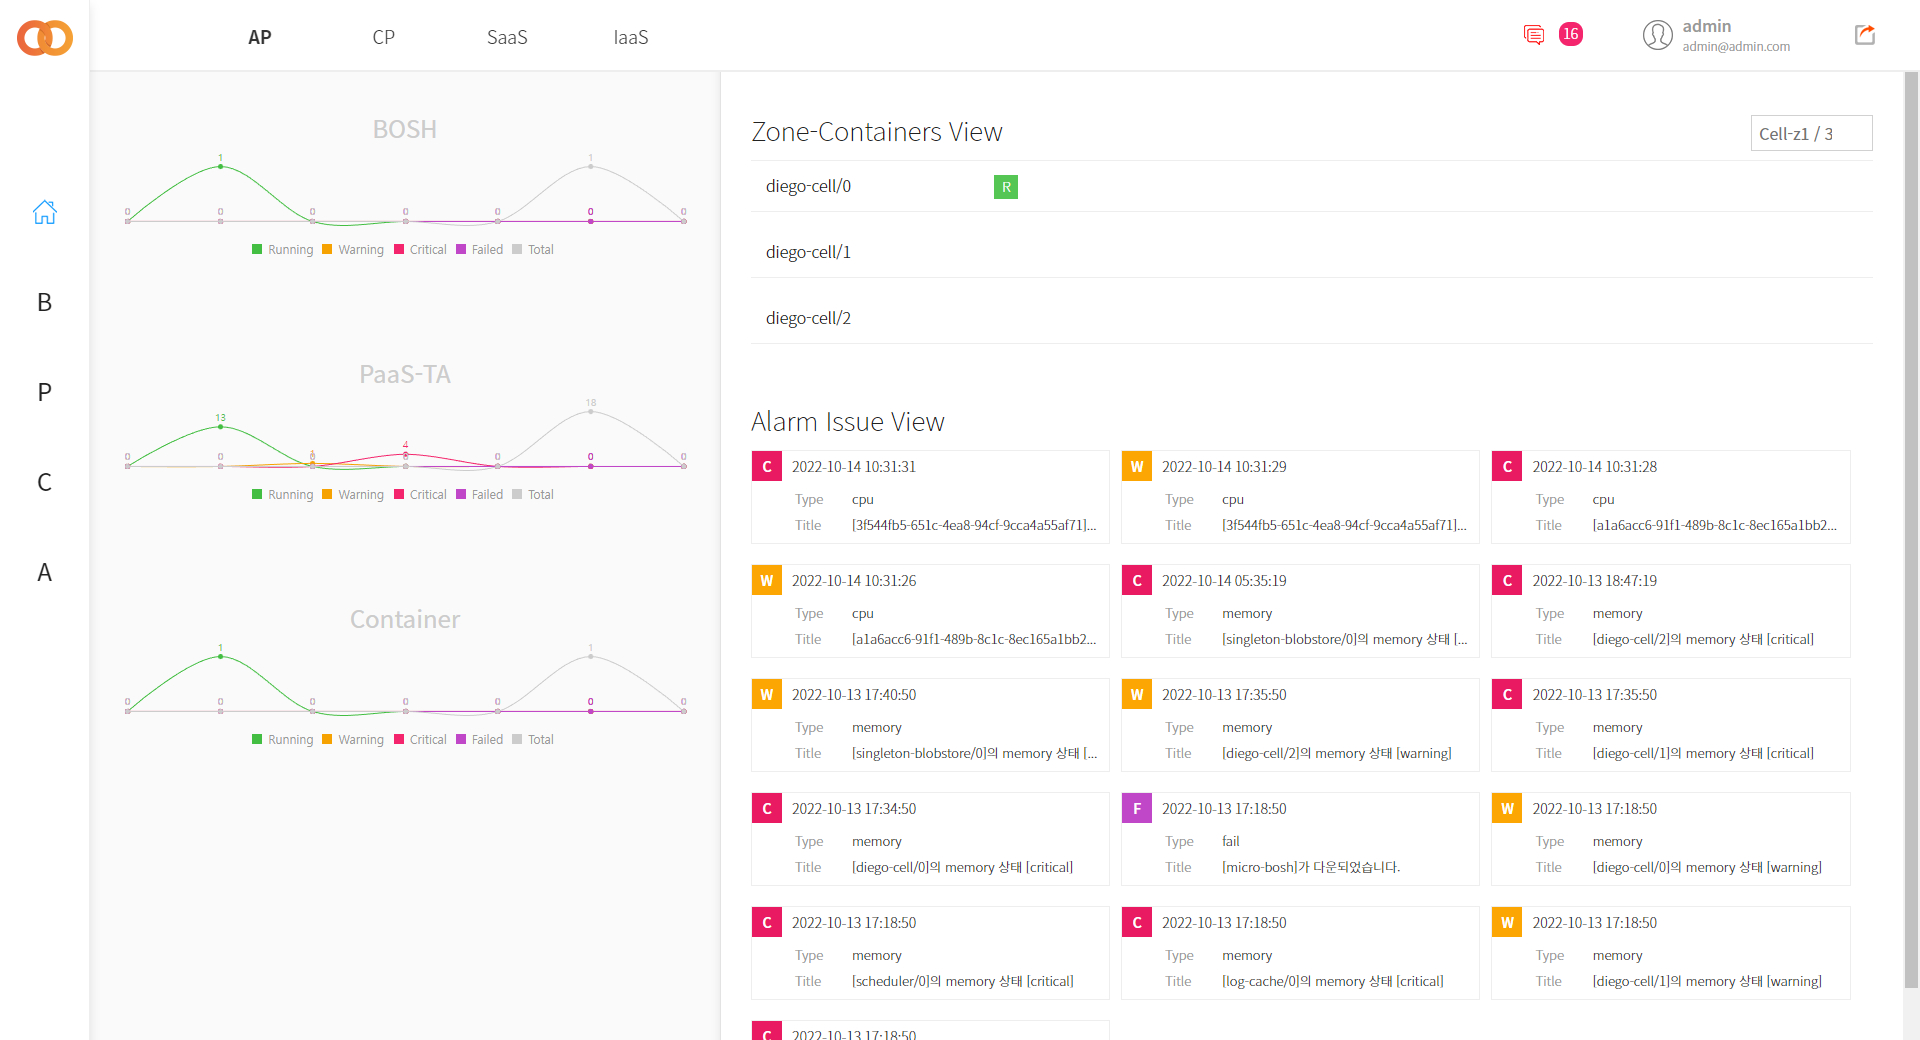 AP
CP
SaaS
IaaS
16
admin
admin@admin.com
B
P
C
A
BOSH
1
1
0
0
0
0
0
0
0
Running
Warning
Critical
Failed
Total
PaaS-TA
13
18
1
4
0
0
0
0
0
0
0
Running
Warning
Critical
Failed
Total
Container
1
1
0
0
0
0
0
0
0
Running
Warning
Critical
Failed
Total
Zone-Containers View
Cell-z1 / 3
diego-cell/0
R
diego-cell/1
diego-cell/2
Alarm Issue View
C 2022-10-14 10:31:31
Type cpu
Title [3f544fb5-651c-4ea8-94cf-9cca4a55af71]...
W 2022-10-14 10:31:29
Type cpu
Title [3f544fb5-651c-4ea8-94cf-9cca4a55af71]...
C 2022-10-14 10:31:28
Type cpu
Title [a1a6acc6-91f1-489b-8c1c-8ec165a1bb2...
W 2022-10-14 10:31:26
Type cpu
Title [a1a6acc6-91f1-489b-8c1c-8ec165a1bb2...
C 2022-10-14 05:35:19
Type memory
Title [singleton-blobstore/0]의 memory 상태 [...
C 2022-10-13 18:47:19
Type memory
Title [diego-cell/2]의 memory 상태 [critical]
W 2022-10-13 17:40:50
Type memory
Title [singleton-blobstore/0]의 memory 상태 [...
W 2022-10-13 17:35:50
Type memory
Title [diego-cell/2]의 memory 상태 [warning]
C 2022-10-13 17:35:50
Type memory
Title [diego-cell/1]의 memory 상태 [critical]
C 2022-10-13 17:34:50
Type memory
Title [diego-cell/0]의 memory 상태 [critical]
F 2022-10-13 17:18:50
Type fail
Title [micro-bosh]가 다운되었습니다.
W 2022-10-13 17:18:50
Type memory
Title [diego-cell/0]의 memory 상태 [warning]
C 2022-10-13 17:18:50
Type memory
Title [scheduler/0]의 memory 상태 [critical]
C 2022-10-13 17:18:50
Type memory
Title [log-cache/0]의 memory 상태 [critical]
W 2022-10-13 17:18:50
Type memory
Title [diego-cell/1]의 memory 상태 [warning]
C 2022-10-13 17:18:50